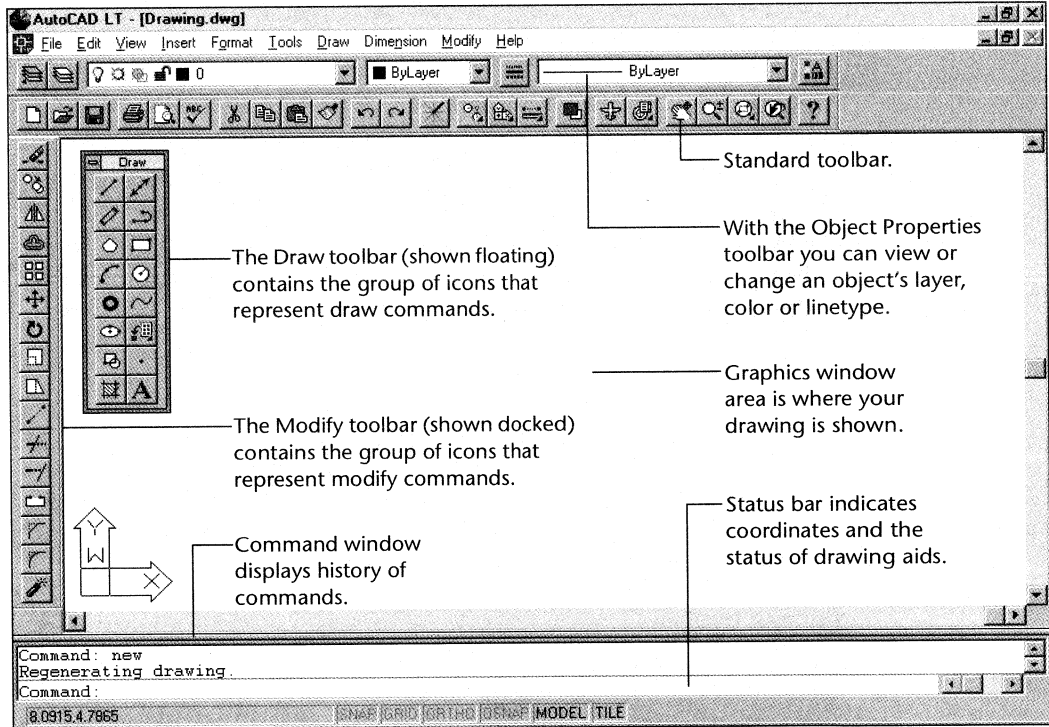 AutoCAD LT - [Drawing.dwg]
File Edit View Insert Format Tools Draw Dimension Modify Help
0 ByLayer ByLayer
ABC
?
Draw
A
Standard toolbar.
With the Object Properties
toolbar you can view or
change an object's layer,
color or linetype.
The Draw toolbar (shown floating)
contains the group of icons that
represent draw commands.
Graphics window
area is where your
drawing is shown.
The Modify toolbar (shown docked)
contains the group of icons that
represent modify commands.
Status bar indicates
coordinates and the
status of drawing aids.
Command window
displays history of
commands.
Y
W
X
Command: new
Regenerating drawing.
Command:
8.0915,4.7865 SNAP GRID ORTHO OSNAP MODEL TILE